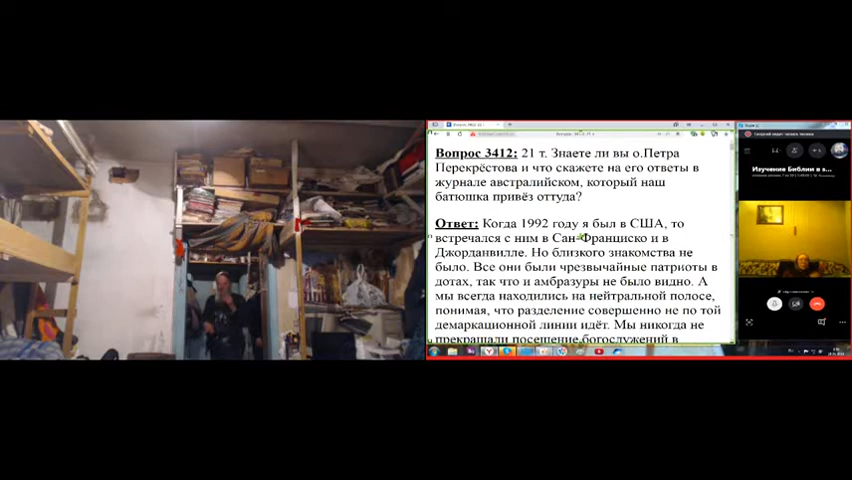 Вопрос 3412: 21 т. Знаете ли вы о.Петра
Перекрёстова и что скажете на его ответы в
журнале австралийском, который наш
батюшка привёз оттуда?
Ответ: Когда 1992 году я был в США, то
встречался с ним в Сан-Франциско и в
Джорданвилле. Но близкого знакомства не
было. Все они были чрезвычайные патриоты в
дотах, так что и амбразуры не было видно. А
мы всегда находились на нейтральной полосе,
понимая, что разделение совершенно не по той
демаркационной линии идёт. Мы никогда не
прекращали посещение богослужений в
Изучение Библии в в...